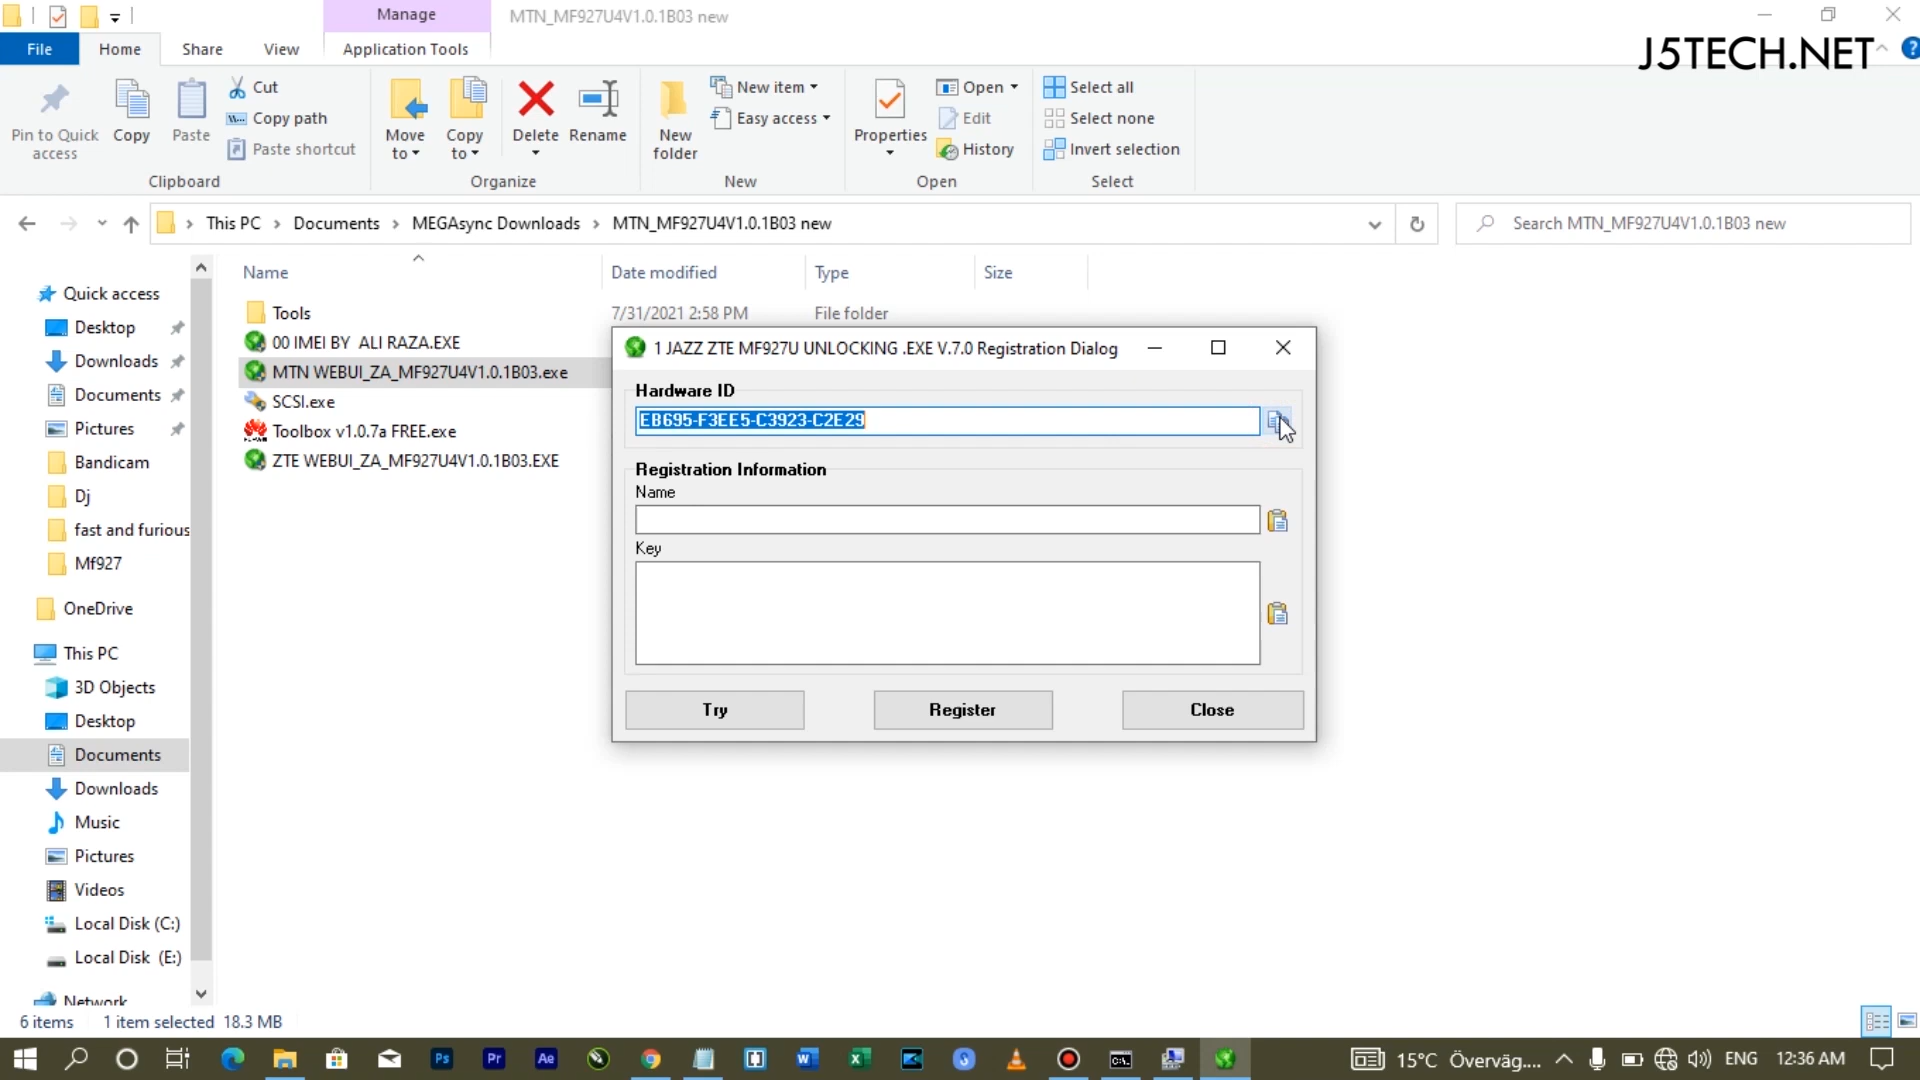 Manage
MTN_MF927U4V1.0.1B03 new
File
Home
Share
View
Application Tools
J5TECH.NET
Pin to Quick access
Copy
Paste
Cut
Copy path
Paste shortcut
Move to
Copy to
Delete
Rename
New folder
New item
Easy access
Properties
Open
Edit
History
Select all
Select none
Invert selection
Clipboard
Organize
New
Open
Select
This PC > Documents > MEGAsync Downloads > MTN_MF927U4V1.0.1B03 new
Search MTN_MF927U4V1.0.1B03 new
Name
Date modified
Type
Size
Quick access
Desktop
Downloads
Documents
Pictures
Bandicam
Dj
fast and furious
Mf927
OneDrive
This PC
3D Objects
Desktop
Documents
Downloads
Music
Pictures
Videos
Local Disk (C:)
Local Disk (E:)
Network
Tools
7/31/2021 2:58 PM
File folder
00 IMEI BY ALI RAZA.EXE
MTN WEBUI_ZA_MF927U4V1.0.1B03.exe
SCSI.exe
Toolbox v1.0.7a FREE.exe
ZTE WEBUI_ZA_MF927U4V1.0.1B03.EXE
1 JAZZ ZTE MF927U UNLOCKING .EXE V.7.0 Registration Dialog
Hardware ID
EB695-F3EE5-C3923-C2E29
Registration Information
Name
Key
Try
Register
Close
6 items
1 item selected 18.3 MB
Ps
Pr
Ae
15°C Överväg....
ENG
12:36 AM